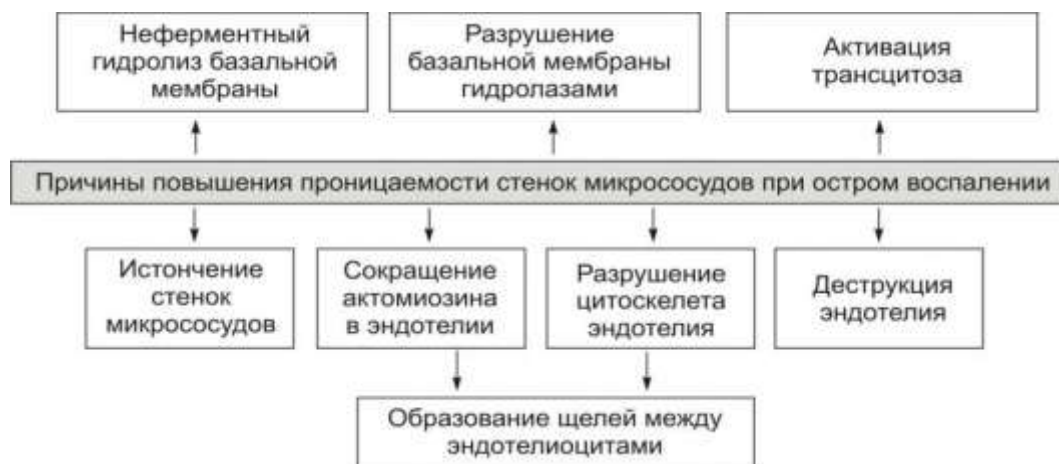 Неферментный
гидролиз базальной
мембраны
Разрушение
базальной мембраны
гидролазами
Активация
трансцитоза
Причины повышения проницаемости стенок микрососудов при остром воспалении
Истончение
стенок
микрососудов
Сокращение
актомиозина
в эндотелии
Разрушение
цитоскелета
эндотелия
Деструкция
эндотелия
Образование щелей между
эндотелиоцитами